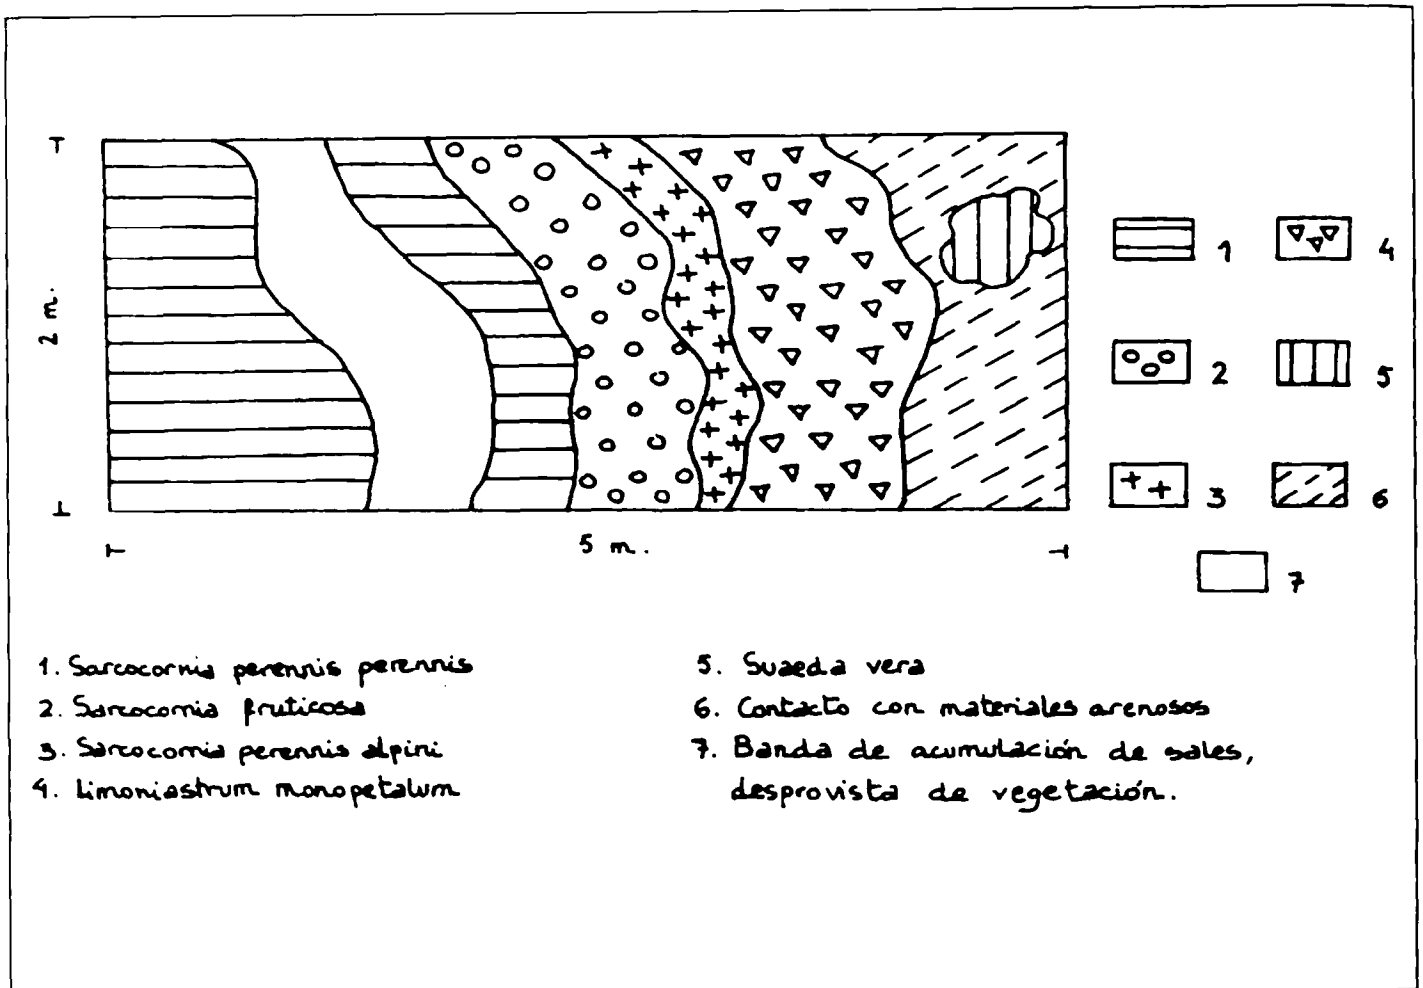 2 m.
5 m.
1
4
2
5
3
6
7
1. Sarcocornia perennis perennis
2. Sarcocornia fruticosa
3. Sarcocornia perennis alpini
4. Limoniastrum monopetalum
5. Suaeda vera
6. Contacto con materiales arenosos
7. Banda de acumulación de sales,
desprovista de vegetación.